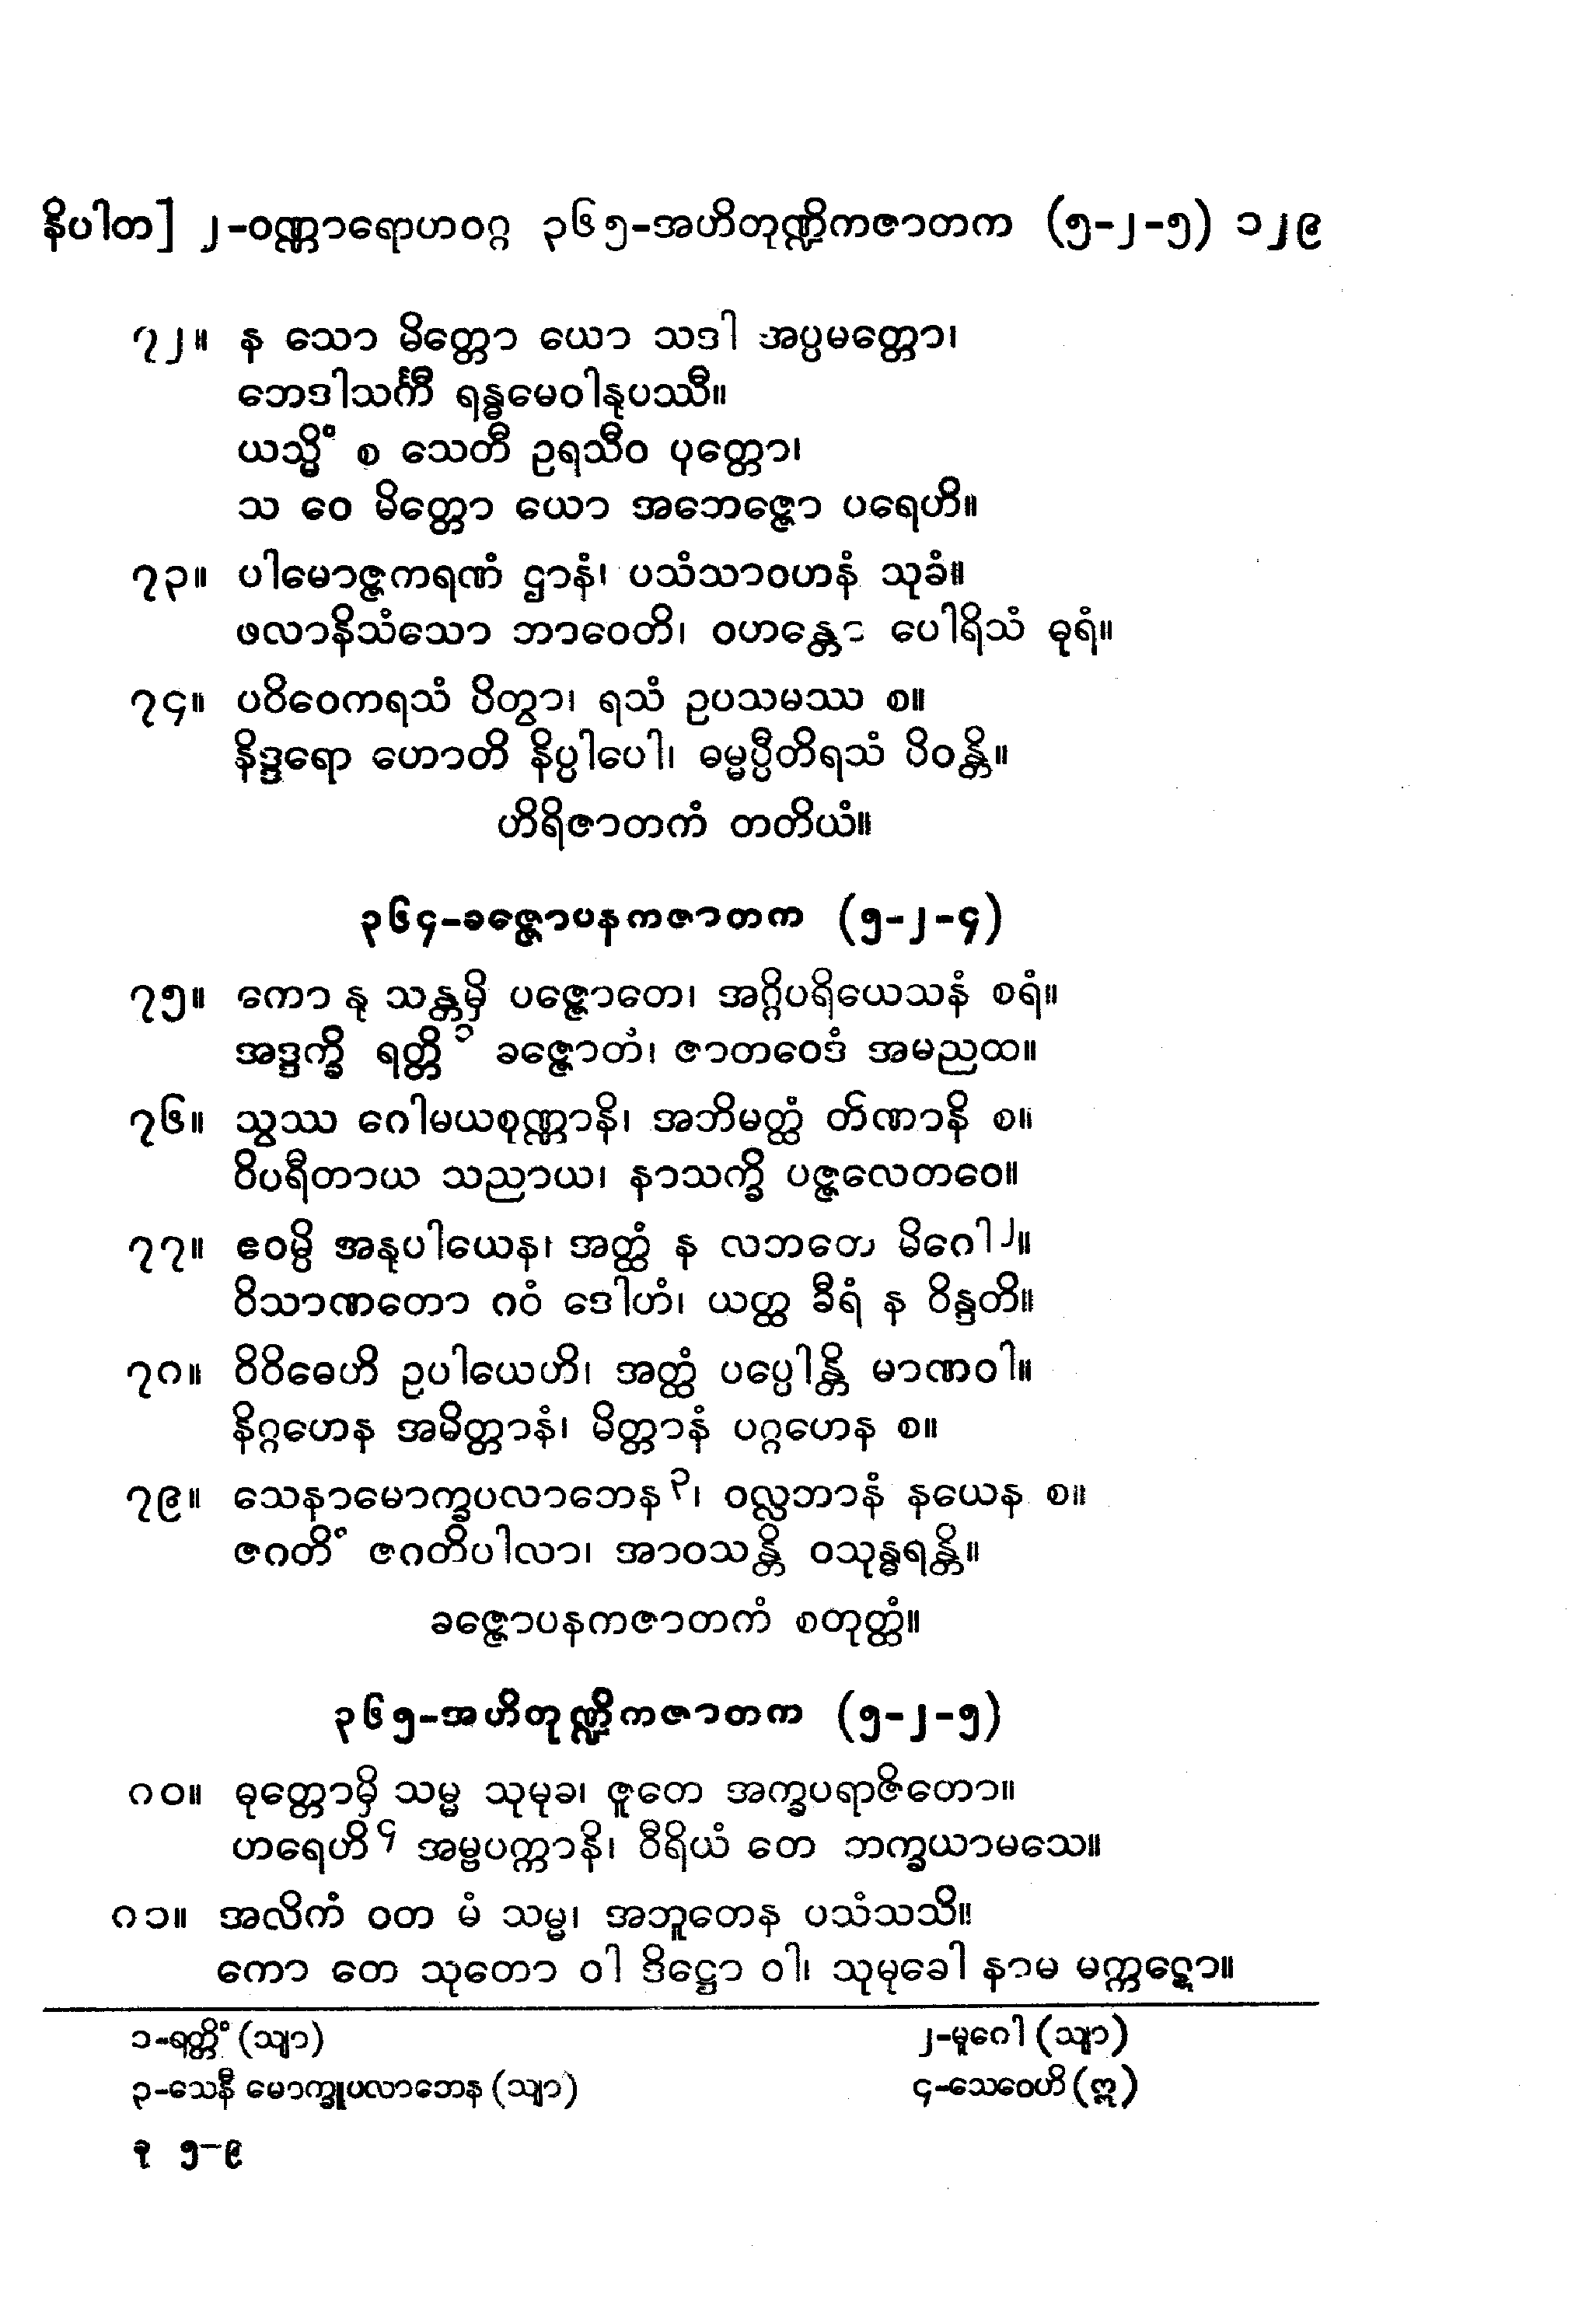 နိပါတ] ၂-ဝဏ္ဏာရောဟဝဂ္ဂ ၃၆၅-အဟိတုဏ္ဍိကဇာတက (၅-၂-၅) ၁၂၉
၇၂။ န သော မိတ္တော ယော သဒါ အပ္ပမတ္တော၊
ဘေဒါသင်္ကီ ရန္ဓမေဝါနုပဿီ။
ယသ္မိံ စ သေတီ ဥရသီဝ ပုတ္တော၊
သ ဝေ မိတ္တော ယော အဘေဇ္ဇော ပရေဟိ။
၇၃။ ပါမောဇ္ဇကရဏံ ဌာနံ၊ ပသံသာဝဟနံ သုခံ။
ဖလာနိသံသော ဘာဝေတိ၊ ဝဟန္တော ပေါရိသံ ဓုရံ။
၇၄။ ပဝိဝေကရသံ ပိတွာ၊ ရသံ ဥပသမဿ စ။
နိဒ္ဒရော ဟောတိ နိပ္ပါပေါ၊ ဓမ္မပ္ပီတိရသံ ပိဝန္တိ။
ဟိရိဇာတကံ တတိယံ။
၃၆၄-ခဇ္ဇောပနကဇာတက (၅-၂-၄)
၇၅။ ကော နု သန္တမှိ ပဇ္ဇောတေ၊ အဂ္ဂိပရိယေသနံ စရံ။
အဒ္ဒက္ခိ ရတ္တိ ၁ ခဇ္ဇောတံ၊ ဇာတဝေဒံ အမညထ။
၇၆။ သွဿ ဂေါမယစုဏ္ဏာနိ၊ အဘိမတ္ထံ တိဏာနိ စ။
ဝိပရီတာယ သညာယ၊ နာသက္ခိ ပဇ္ဇလေတဝေ။
၇၇။ ဧဝမ္ပိ အနုပါယေန၊ အတ္ထံ န လဘတေ မိဂေါ၂။
ဝိသာဏတော ဂဝံ ဒေါဟံ၊ ယတ္ထ ခီရံ န ဝိန္ဒတိ။
၇၈။ ဝိဝိဓေဟိ ဥပါယေဟိ၊ အတ္ထံ ပပ္ပေါန္တိ မာဏဝါ။
နိဂ္ဂဟေန အမိတ္တာနံ၊ မိတ္တာနံ ပဂ္ဂဟေန စ။
၇၉။ သေနာမောက္ခပလာဘေန၃၊ ဝလ္လဘာနံ နယေန စ။
ဇဂတိံ ဇဂတိပါလာ၊ အာဝသန္တိ ဝသုန္ဓရန္တိ။
ခဇ္ဇောပနကဇာတကံ စတုတ္ထံ။
၃၆၅-အဟိတုဏ္ဍိကဇာတက (၅-၂-၅)
၈၀။ ဓုတ္တောမှိ သမ္မ သုမုခ၊ ဇူတေ အက္ခပရာဇိတော။
ဟရေဟိ၄ အမ္ဗပက္ကာနိ၊ ဝီရိယံ တေ ဘက္ခယာမသေ။
၈၁။ အလိကံ ဝတ မံ သမ္မ၊ အဘူတေန ပသံသသိ။
ကော တေ သုတော ဝါ ဒိဋ္ဌော ဝါ၊ သုမုခေါ နာမ မက္ကဋော။
၁-ရတ္တိံ (သျာ) ၂-မူဂေါ (သျာ)
၃-သေနီ မောက္ခူပလာဘေန (သျာ) ၄-သေဝေဟိ (ဣ)
ခု ၅-၉